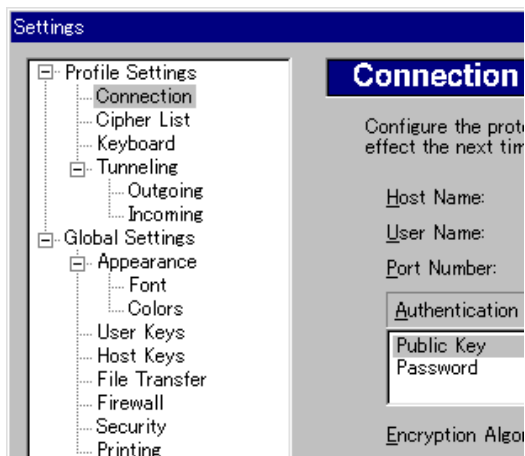 Settings
Profile Settings
Connection
Cipher List
Keyboard
Tunneling
Outgoing
Incoming
Global Settings
Appearance
Font
Colors
User Keys
Host Keys
File Transfer
Firewall
Security
Printing
Connection
Configure the prot
effect the next tim
Host Name:
User Name:
Port Number:
Authentication
Public Key
Password
Encryption Algor